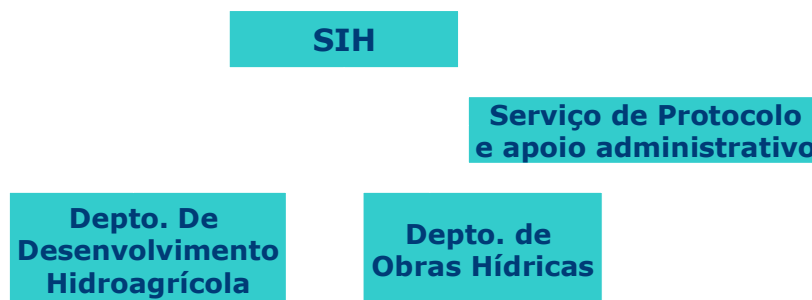 SIH
Serviço de Protocolo
e apoio administrativo
Depto. De
Desenvolvimento
Hidroagrícola
Depto. de
Obras Hídricas